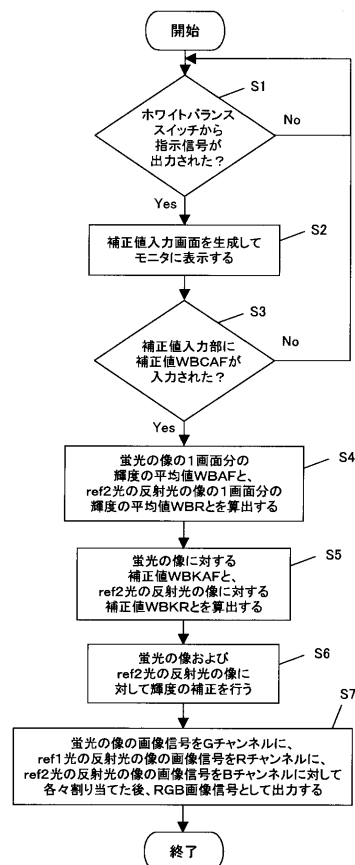 開始
S1
ホワイトバランス
スイッチから
指示信号が
出力された？
No
Yes
S2
補正値入力画面を生成して
モニタに表示する
S3
補正値入力部に
補正値WBCAFが
入力された？
No
Yes
S4
蛍光の像の1画面分の
輝度の平均値WBAFと、
ref2光の反射光の像の1画面分の
輝度の平均値WBRとを算出する
S5
蛍光の像に対する
補正値WBKAFと、
ref2光の反射光の像に対する
補正値WBKRとを算出する
S6
蛍光の像および
ref2光の反射光の像に
対して輝度の補正を行う
S7
蛍光の像の画像信号をGチャンネルに、
ref1光の反射光の像の画像信号をRチャンネルに、
ref2光の反射光の像の画像信号をBチャンネルに対して
各々割り当てた後、RGB画像信号として出力する
終了